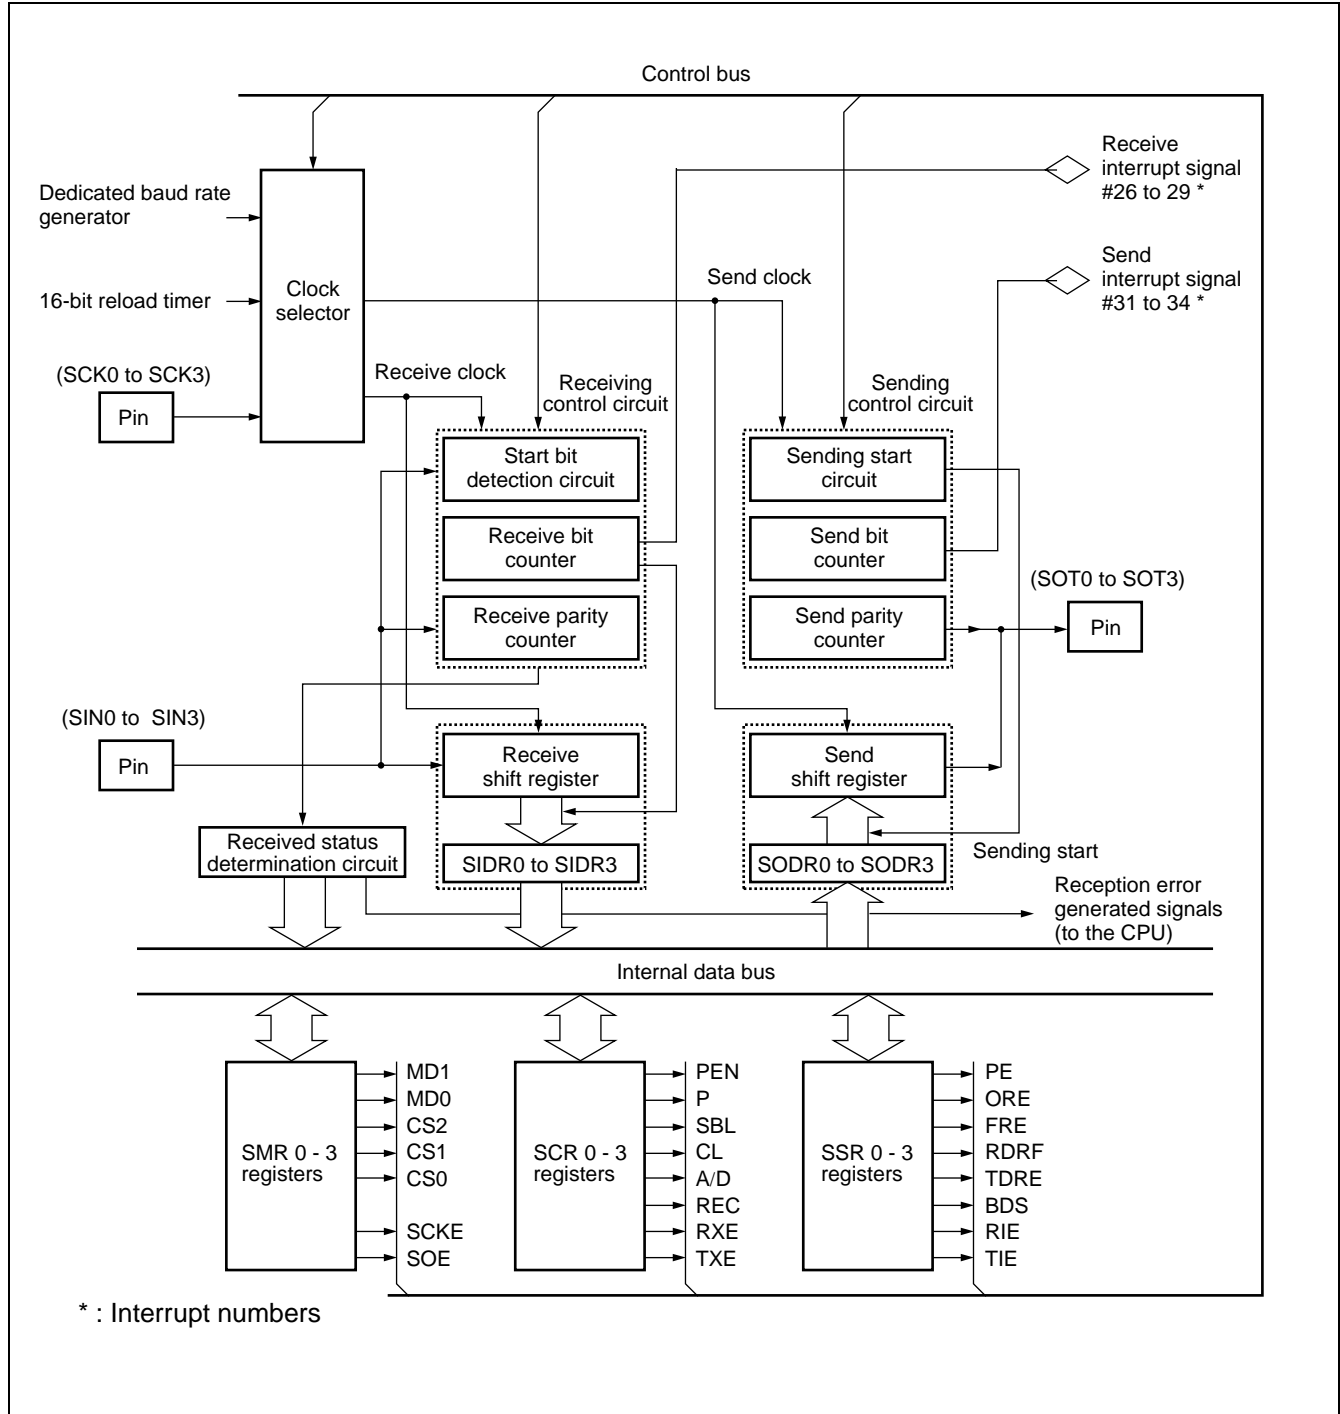 Control bus
Receive
interrupt signal
#26 to 29 *
Dedicated baud rate
generator
Send
interrupt signal
#31 to 34 *
Send clock
16-bit reload timer
Clock
selector
(SCK0 to SCK3)
Pin
Receive clock
Receiving
control circuit
Sending
control circuit
Start bit
detection circuit
Receive bit
counter
Receive parity
counter
Sending start
circuit
Send bit
counter
Send parity
counter
(SOT0 to SOT3)
Pin
(SIN0 to SIN3)
Pin
Receive
shift register
Send
shift register
Received status
determination circuit
SIDR0 to SIDR3
SODR0 to SODR3
Sending start
Reception error
generated signals
(to the CPU)
Internal data bus
SMR 0 - 3
registers
MD1
MD0
CS2
CS1
CS0
SCKE
SOE
SCR 0 - 3
registers
PEN
P
SBL
CL
A/D
REC
RXE
TXE
SSR 0 - 3
registers
PE
ORE
FRE
RDRF
TDRE
BDS
RIE
TIE
* : Interrupt numbers